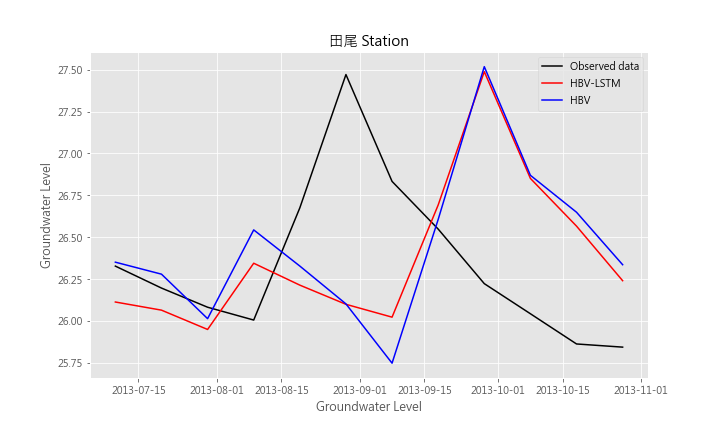 田尾 Station
Observed data
HBV-LSTM
HBV
Groundwater Level
27.50
27.25
27.00
26.75
26.50
26.25
26.00
25.75
2013-07-15
2013-08-01
2013-08-15
2013-09-01
2013-09-15
2013-10-01
2013-10-15
2013-11-01
Groundwater Level